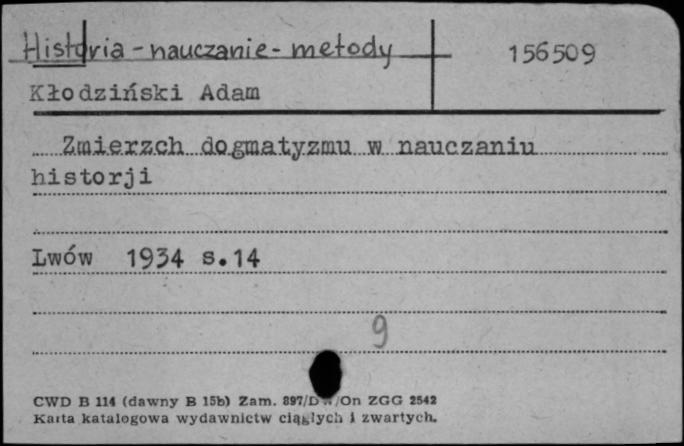 Historia - nauczanie - metody
156509
Kłodziński Adam
Zmierzch dogmatyzmu w nauczaniu
historji
Lwów 1934 s.14
9
CWD B 114 (dawny B 15b) Zam. 897/D /On ZGG 2542
Karta katalogowa wydawnictw ciągłych i zwartych.